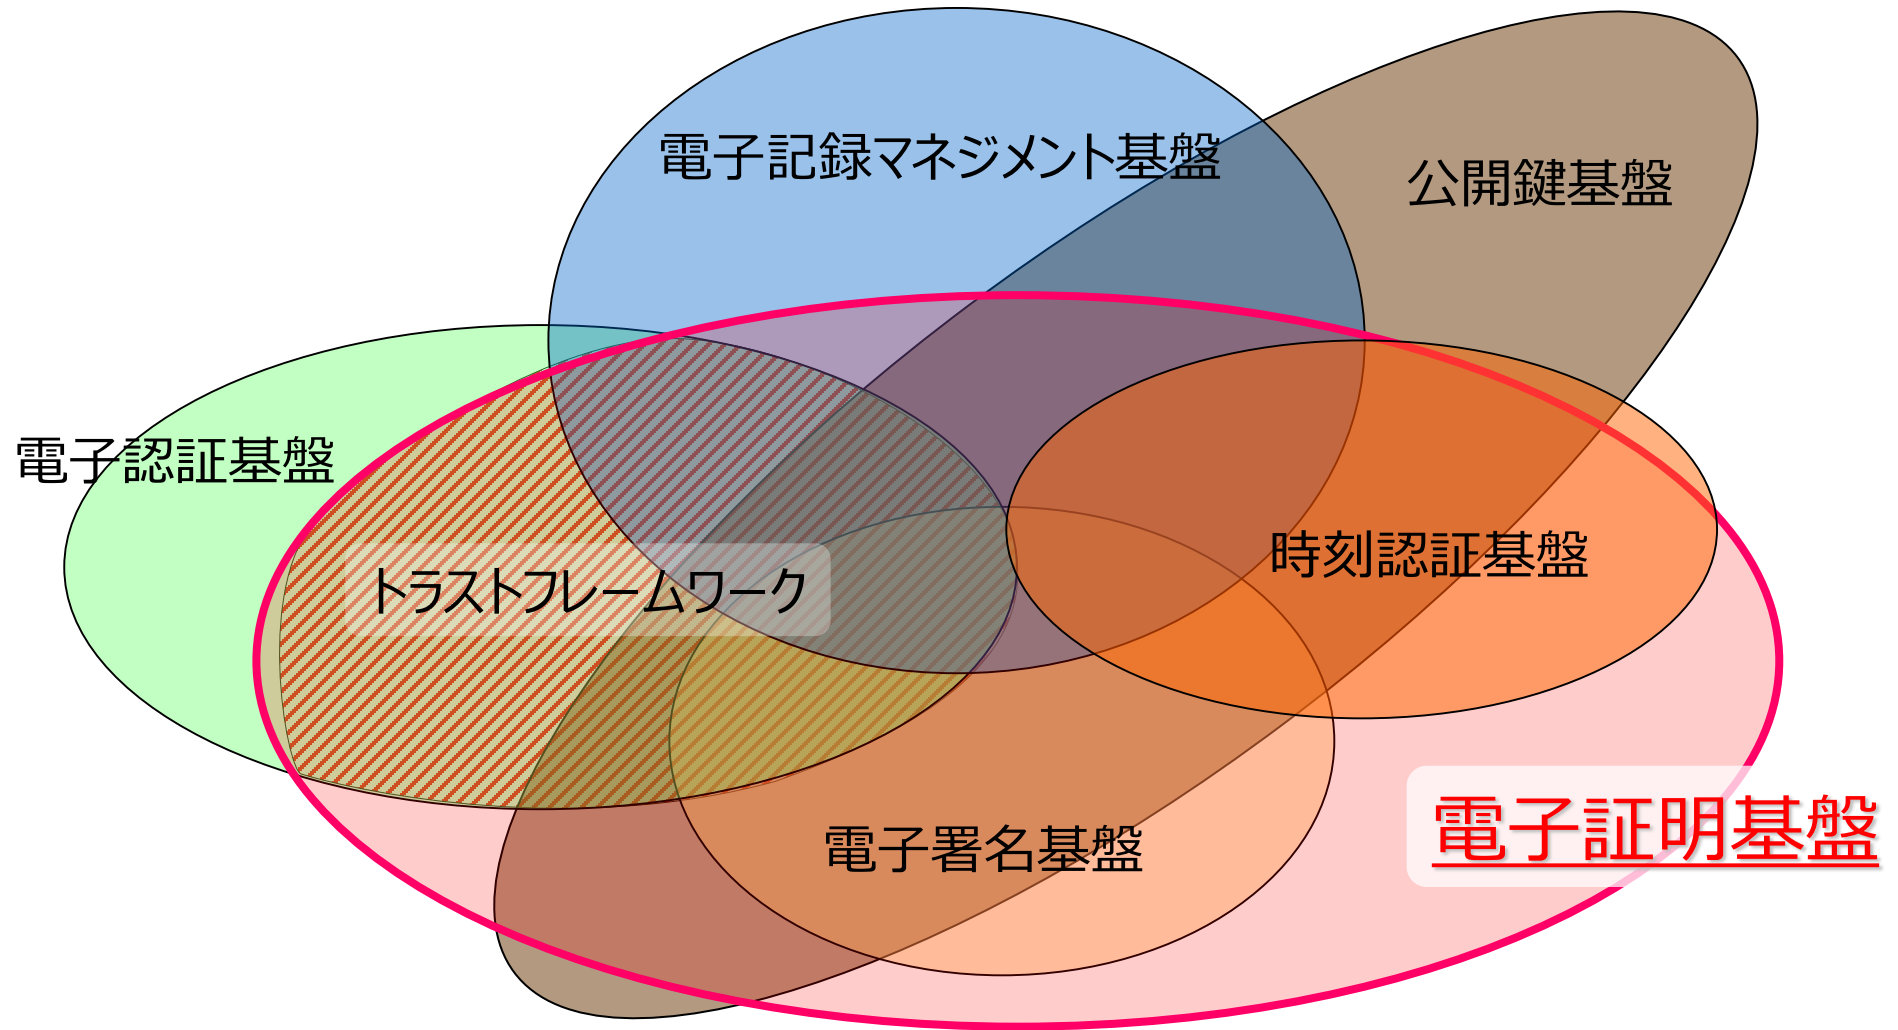 電子記録マネジメント基盤
公開鍵基盤
電子認証基盤
時刻認証基盤
トラストフレームワーク
電子署名基盤
電子証明基盤